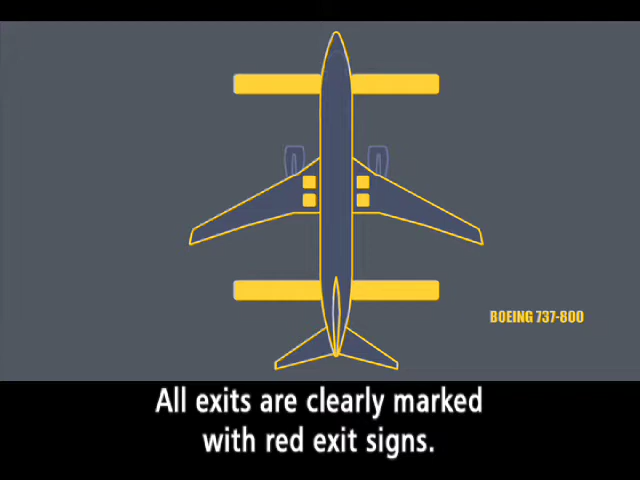 BOEING 737-800
All exits are clearly marked
with red exit signs.